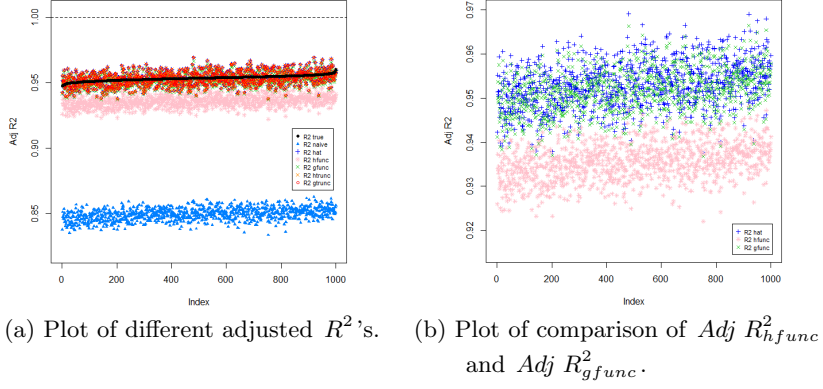 1.00
0.95
0.90
0.85
Adj R2
R2 true
R2 naive
R2 hat
R2 hfunc
R2 gfunc
R2 htrunc
R2 gtrunc
0 200 400 600 800 1000
Index
0.97
0.96
0.95
0.94
0.93
0.92
Adj R2
R2 hat
R2 hfunc
R2 gfunc
0 200 400 600 800 1000
Index
(a) Plot of different adjusted R²'s.
(b) Plot of comparison of Adj R²hfunc
and Adj R²gfunc.